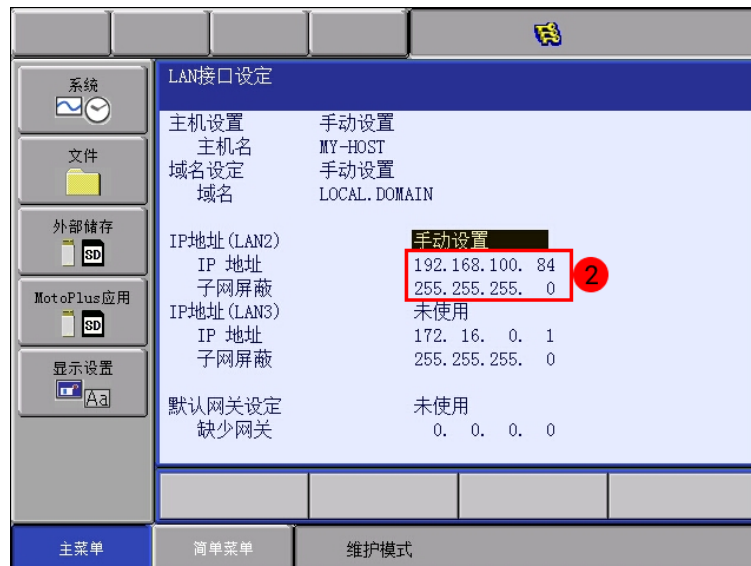 系统
文件
外部储存
SD
MotoPlus应用
SD
显示设置
Aa
LAN接口设定
主机设置 手动设置
主机名 MY-HOST
域名设定 手动设置
域名 LOCAL.DOMAIN
IP地址(LAN2) 手动设置
IP 地址 192.168.100. 84
子网屏蔽 255.255.255. 0
2
IP地址(LAN3) 未使用
IP 地址 172. 16. 0. 1
子网屏蔽 255.255.255. 0
默认网关设定 未使用
缺少网关 0. 0. 0. 0
主菜单 简单菜单 维护模式